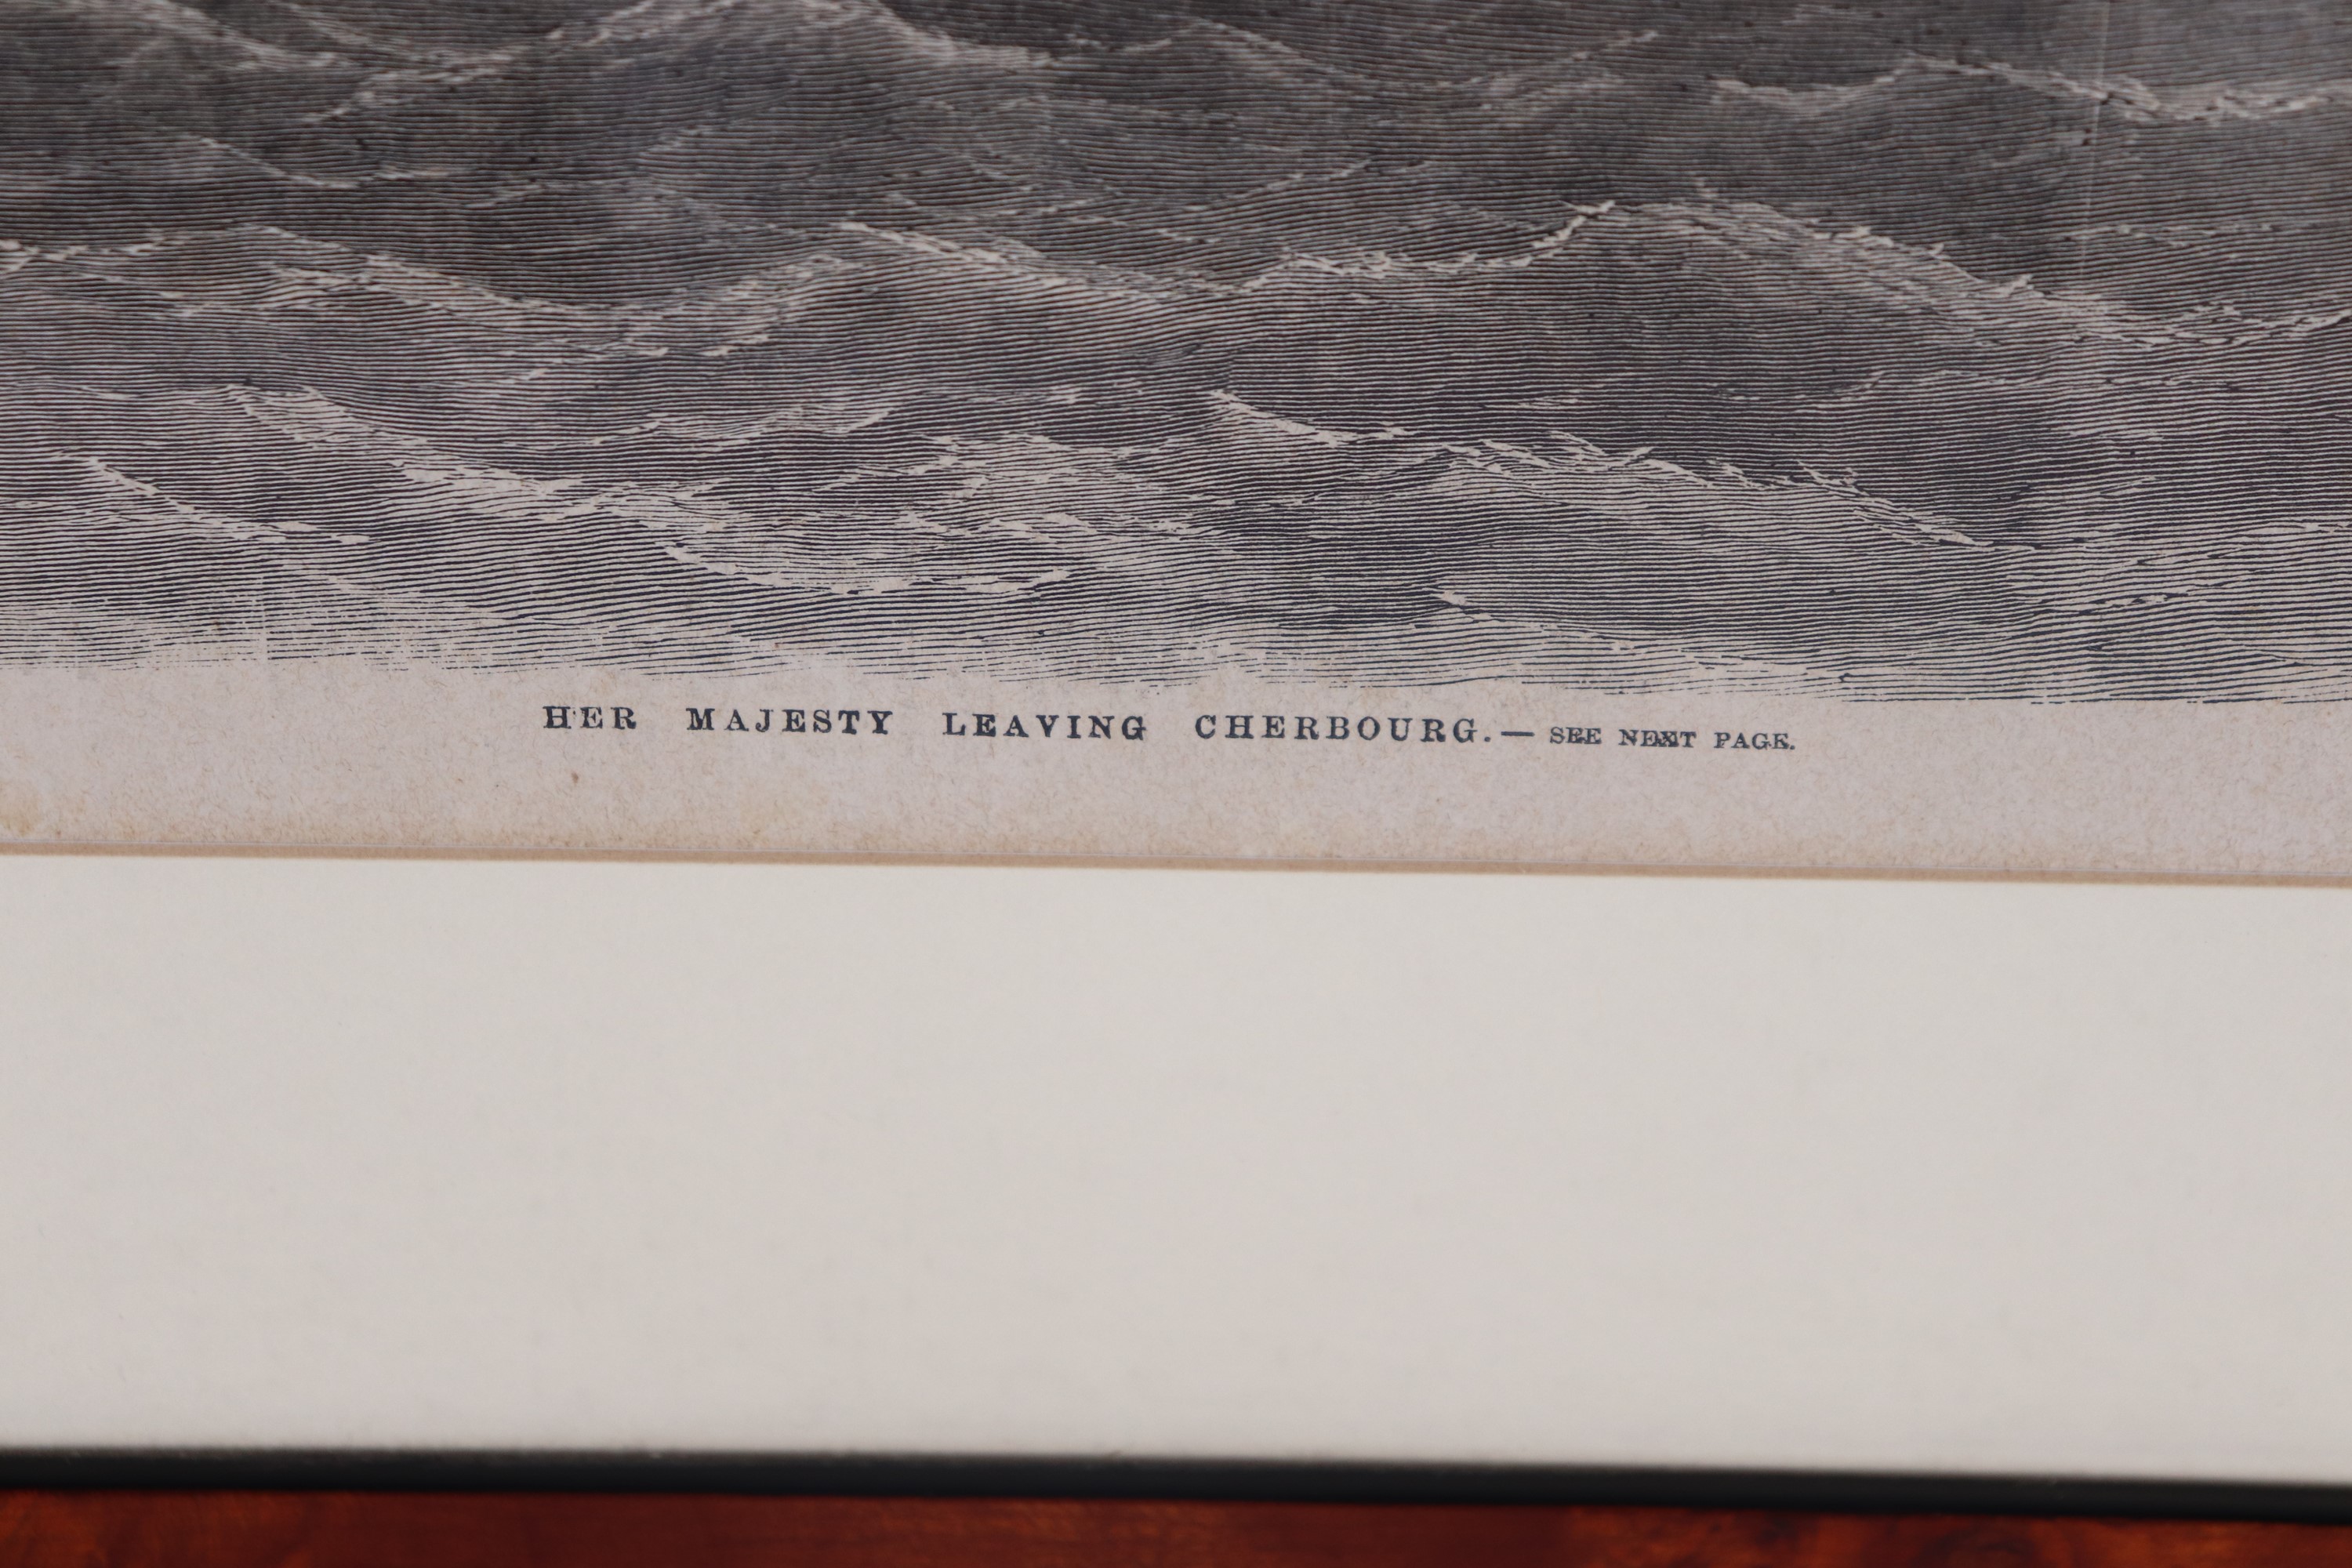 HER MAJESTY LEAVING CHERBOURG.— SEE NEXT PAGE.